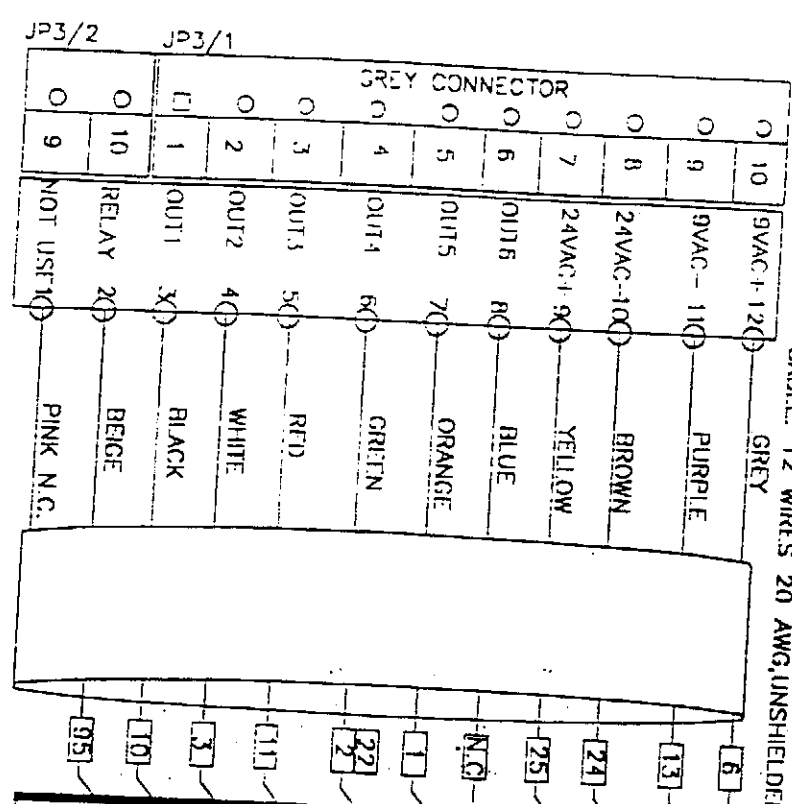 JP3/2 JP3/1
GREY CONNECTOR
9 10 1 2 3 4 5 6 7 8 9 10
NOT USE 1
RELAY 2
OUT1 3
OUT2 4
OUT3 5
OUT4 6
OUT5 7
OUT6 8
24VAC+ 9
24VAC- 10
9VAC- 11
9VAC+ 12
PINK N.C.
BEIGE
BLACK
WHITE
RED
GREEN
ORANGE
BLUE
YELLOW
BROWN
PURPLE
GREY
12 WIRES 20 AWG,UNSHIELDE
95
10
3
11
22
2
1
N.C
25
24
13
6